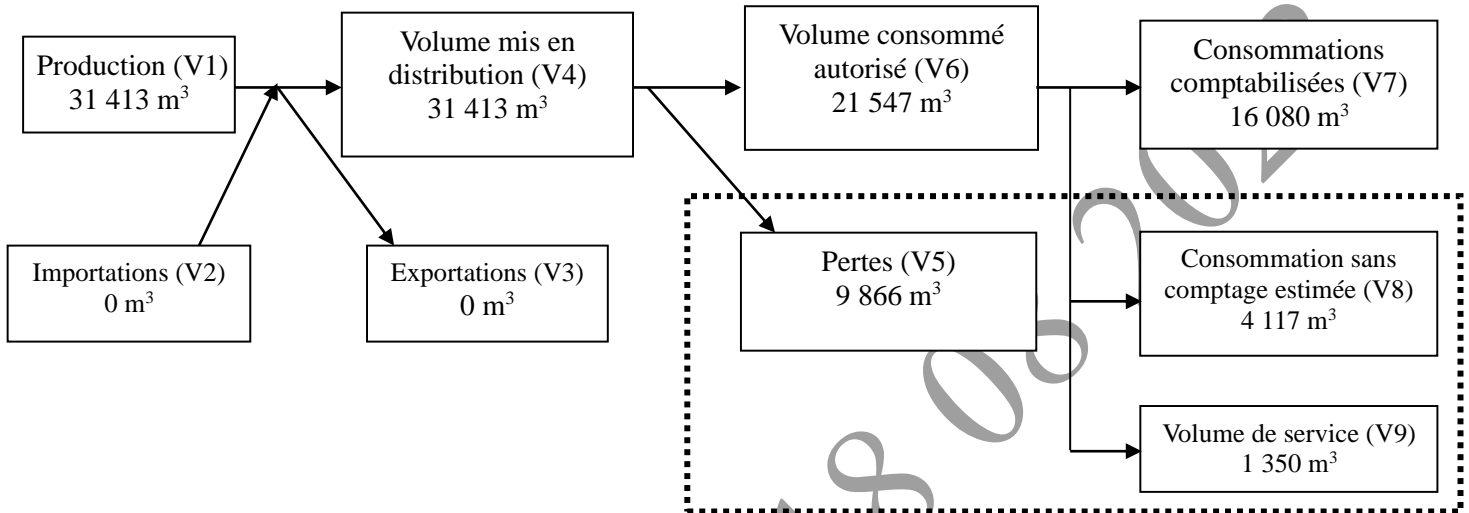 Production (V1)
31 413 m³
Volume mis en
distribution (V4)
31 413 m³
Volume consommé
autorisé (V6)
21 547 m³
Consommations
comptabilisées (V7)
16 080 m³
Importations (V2)
0 m³
Exportations (V3)
0 m³
Pertes (V5)
9 866 m³
Consommation sans
comptage estimée (V8)
4 117 m³
Volume de service (V9)
1 350 m³